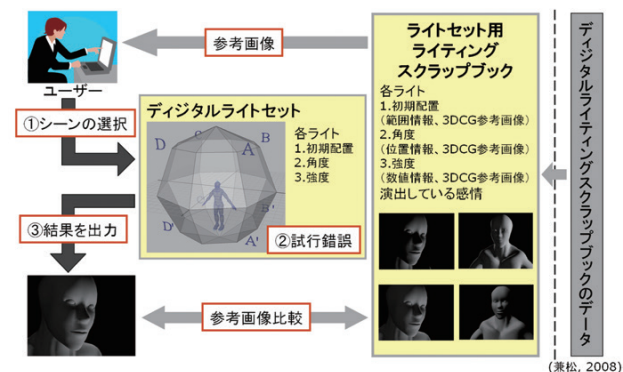 参考画像
ユーザー
①シーンの選択
ディジタルライトセット
各ライト
1.初期配置
2.角度
3.強度
D
C
B
A
D'
B'
A'
②試行錯誤
③結果を出力
参考画像比較
ライトセット用
ライティング
スクラップブック
各ライト
1.初期配置
(範囲情報、3DCG参考画像)
2.角度
(位置情報、3DCG参考画像)
3.強度
(数値情報、3DCG参考画像)
演出している感情
ディジタルライティングスクラップブックのデータ
(兼松, 2008)